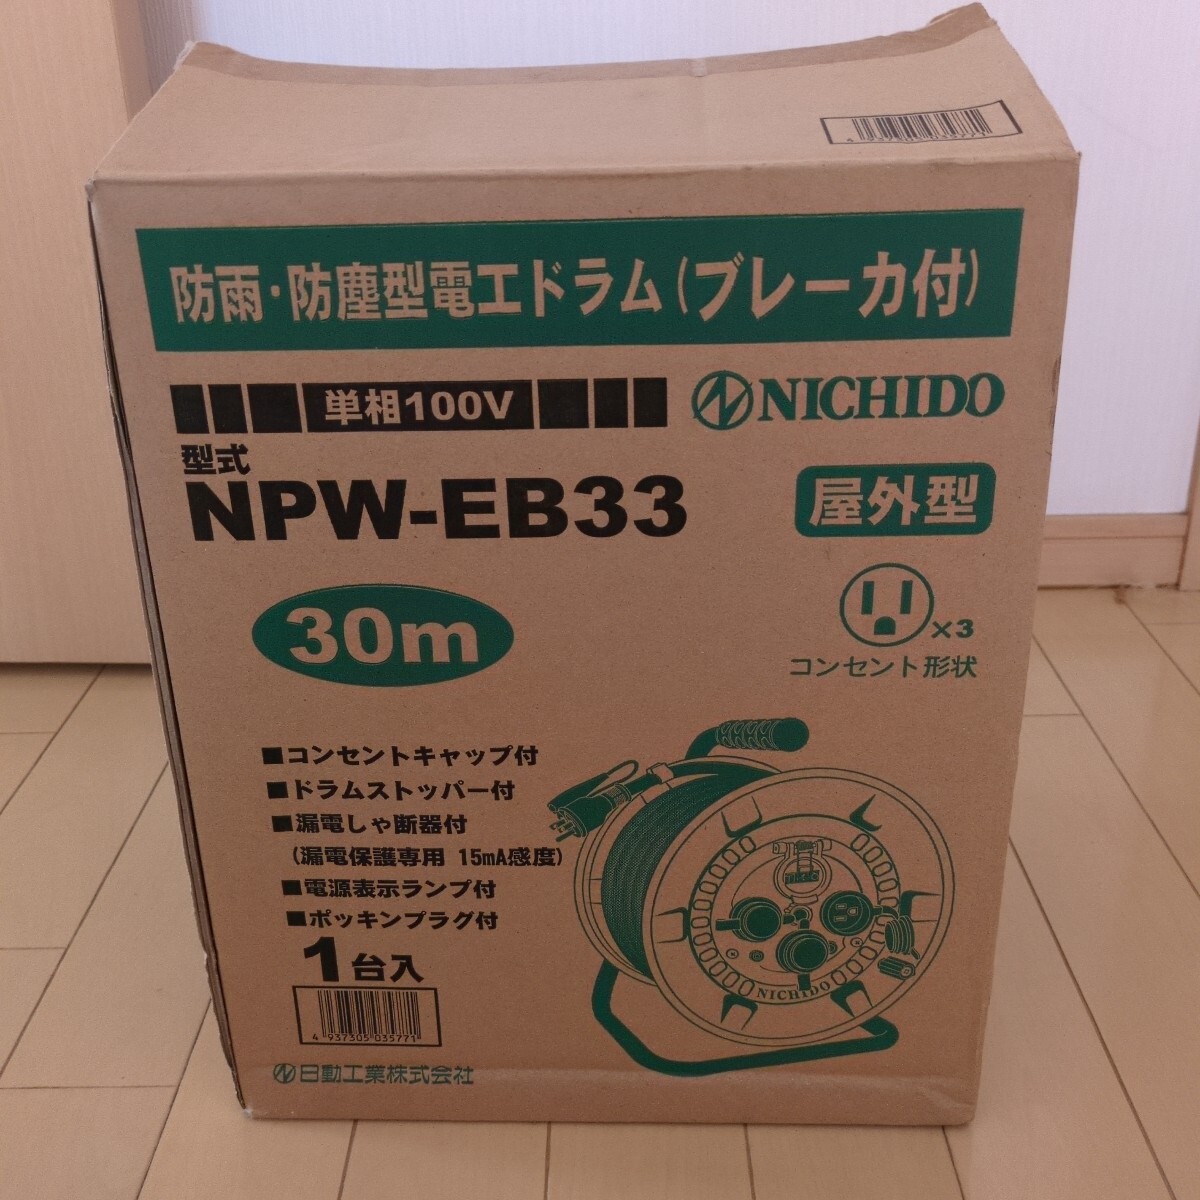 防雨・防塵型電工ドラム(ブレーカ付)
単相100V
NICHIDO
型式
NPW-EB33
屋外型
30m
×3
コンセント形状
■コンセントキャップ付
■ドラムストッパー付
■漏電しゃ断器付
(漏電保護専用 15mA感度)
■電源表示ランプ付
■ポッキンプラグ付
1台入
NICHIDO
4 937305 035771
日動工業株式会社